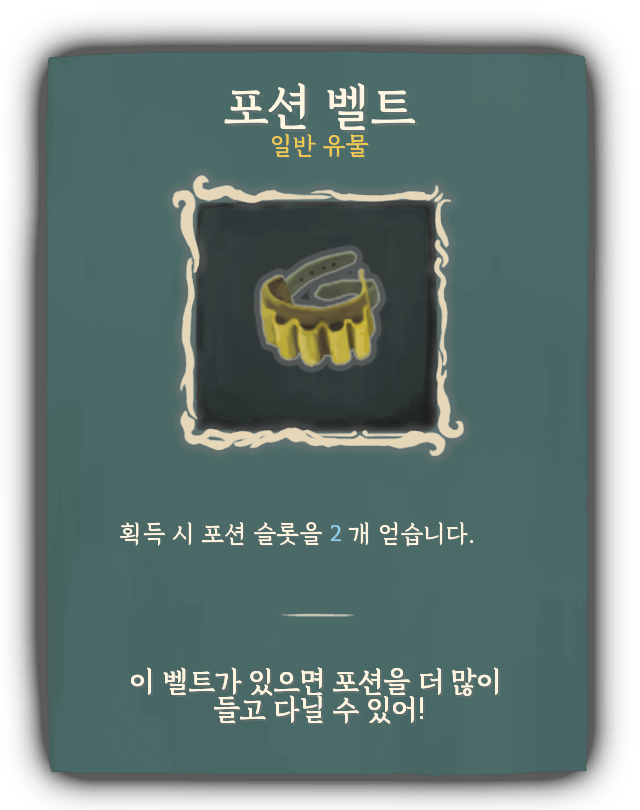 포션 벨트
일반 유물
획득 시 포션 슬롯을 2 개 얻습니다.
이 벨트가 있으면 포션을 더 많이
들고 다닐 수 있어!